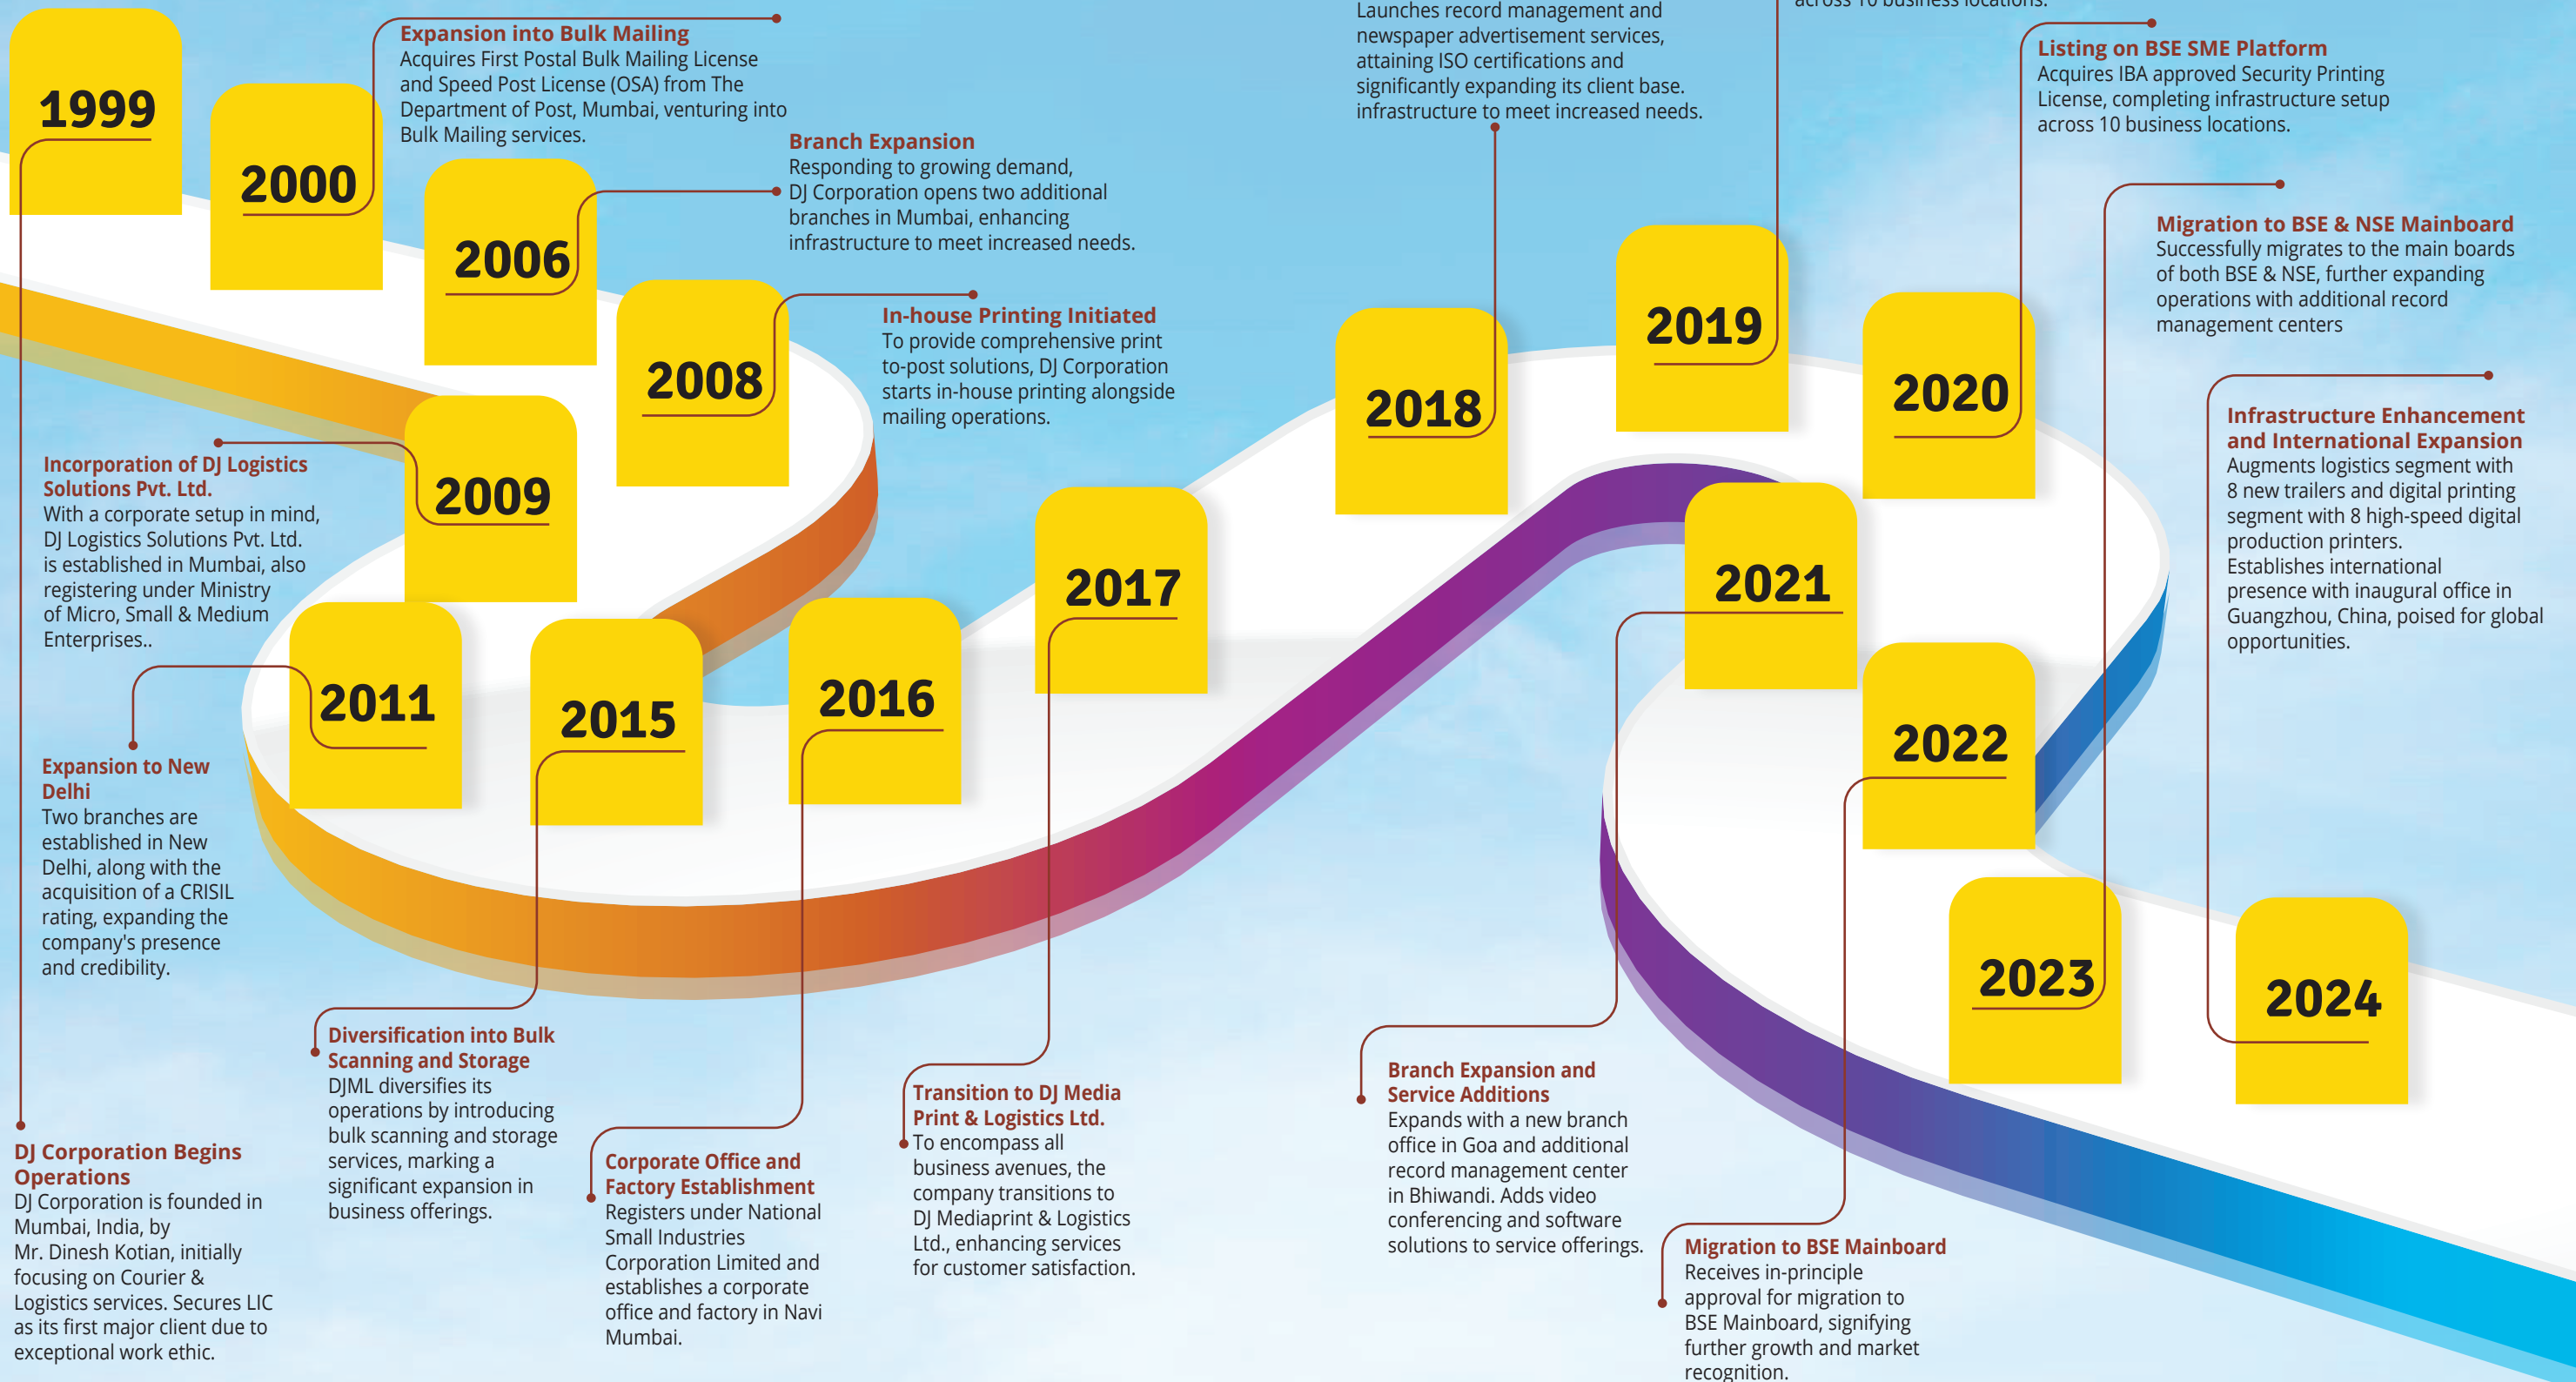 1999
DJ Corporation Begins
Operations
DJ Corporation is founded in
Mumbai, India, by
Mr. Dinesh Kotian, initially
focusing on Courier &
Logistics services. Secures LIC
as its first major client due to
exceptional work ethic.
2000
Expansion into Bulk Mailing
Acquires First Postal Bulk Mailing License
and Speed Post License (OSA) from The
Department of Post, Mumbai, venturing into
Bulk Mailing services.
2006
Branch Expansion
Responding to growing demand,
DJ Corporation opens two additional
branches in Mumbai, enhancing
infrastructure to meet increased needs.
2008
In-house Printing Initiated
To provide comprehensive print
to-post solutions, DJ Corporation
starts in-house printing alongside
mailing operations.
2009
Incorporation of DJ Logistics
Solutions Pvt. Ltd.
With a corporate setup in mind,
DJ Logistics Solutions Pvt. Ltd.
is established in Mumbai, also
registering under Ministry
of Micro, Small & Medium
Enterprises..
2011
Expansion to New
Delhi
Two branches are
established in New
Delhi, along with the
acquisition of a CRISIL
rating, expanding the
company's presence
and credibility.
2015
Diversification into Bulk
Scanning and Storage
DJML diversifies its
operations by introducing
bulk scanning and storage
services, marking a
significant expansion in
business offerings.
2016
Corporate Office and
Factory Establishment
Registers under National
Small Industries
Corporation Limited and
establishes a corporate
office and factory in Navi
Mumbai.
2017
Transition to DJ Media
Print & Logistics Ltd.
To encompass all
business avenues, the
company transitions to
DJ Mediaprint & Logistics
Ltd., enhancing services
for customer satisfaction.
2018
Launches record management and
newspaper advertisement services,
attaining ISO certifications and
significantly expanding its client base.
infrastructure to meet increased needs.
2019
across 10 business locations.
2020
Listing on BSE SME Platform
Acquires IBA approved Security Printing
License, completing infrastructure setup
across 10 business locations.
2021
Branch Expansion and
Service Additions
Expands with a new branch
office in Goa and additional
record management center
in Bhiwandi. Adds video
conferencing and software
solutions to service offerings.
2022
Migration to BSE Mainboard
Receives in-principle
approval for migration to
BSE Mainboard, signifying
further growth and market
recognition.
2023
Migration to BSE & NSE Mainboard
Successfully migrates to the main boards
of both BSE & NSE, further expanding
operations with additional record
management centers
2024
Infrastructure Enhancement
and International Expansion
Augments logistics segment with
8 new trailers and digital printing
segment with 8 high-speed digital
production printers.
Establishes international
presence with inaugural office in
Guangzhou, China, poised for global
opportunities.